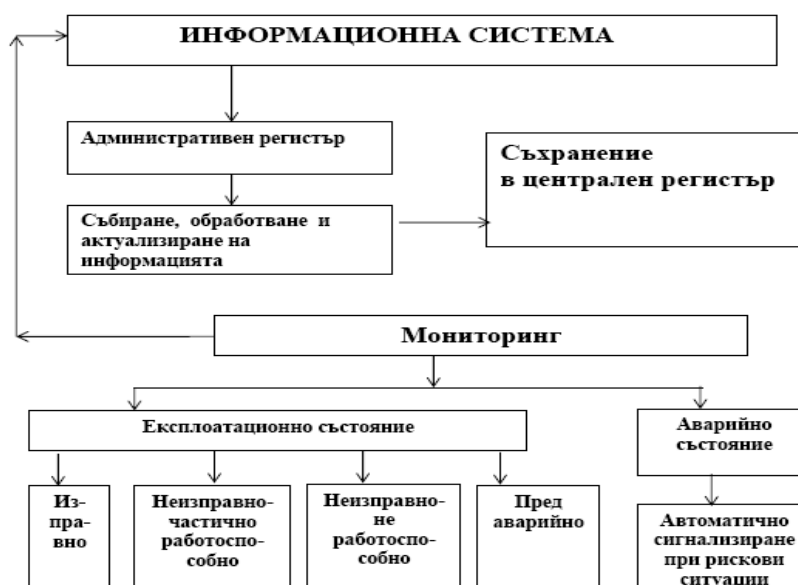 ИНФОРМАЦИОННА СИСТЕМА
Административен регистър
Съхранение
в централен регистър
Събиране, обработване и
актуализиране на
информацията
Мониторинг
Експлоатационно състояние
Аварийно
състояние
Из-
пра-
вно
Неизправно-
частично
работоспо-
собно
Неизправно-
не
работоспо-
собно
Пред
аварийно
Автоматично
сигнализиране
при рискови
ситуации